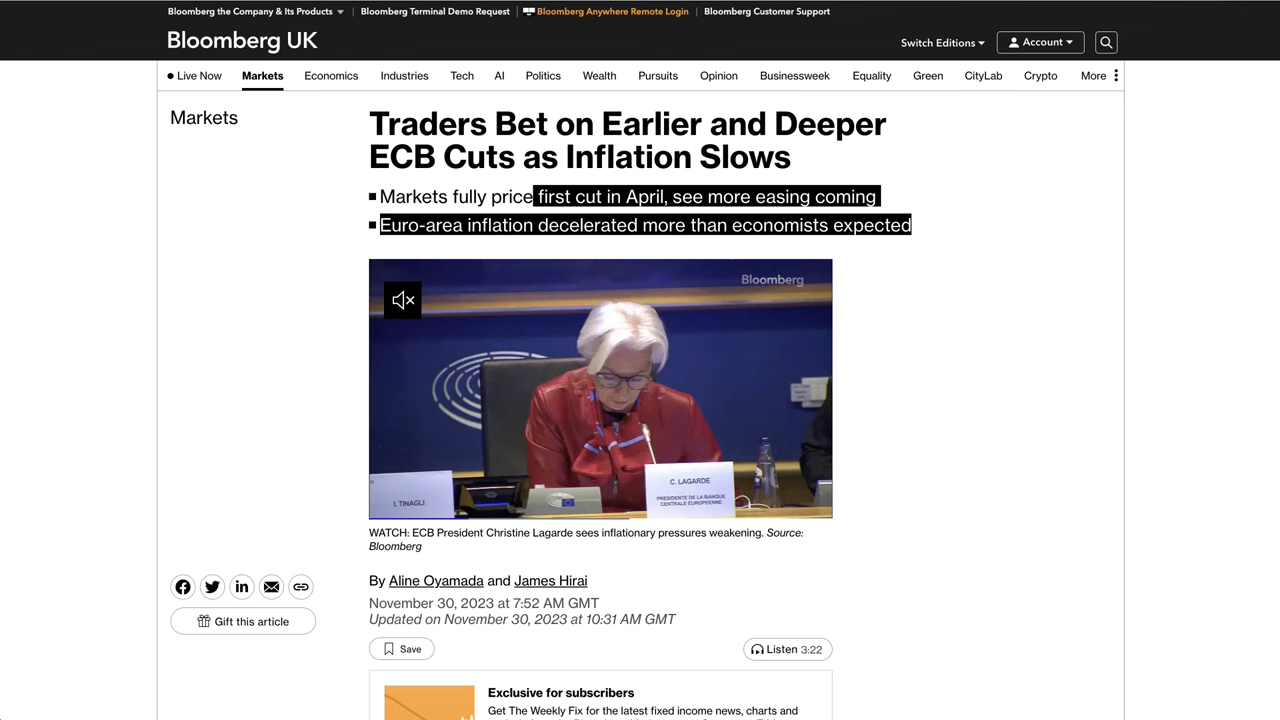 Bloomberg the Company & Its Products
Bloomberg Terminal Demo Request
Bloomberg Anywhere Remote Login
Bloomberg Customer Support
Bloomberg UK
Switch Editions
Account
Live Now
Markets
Economics
Industries
Tech
AI
Politics
Wealth
Pursuits
Opinion
Businessweek
Equality
Green
CityLab
Crypto
More
Markets
Traders Bet on Earlier and Deeper
ECB Cuts as Inflation Slows
Markets fully price first cut in April, see more easing coming
Euro-area inflation decelerated more than economists expected
Bloomberg
I. TINAGLI
C. LAGARDE
PRESIDENTE DE LA BANQUE
CENTRALE EUROPEENNE
WATCH: ECB President Christine Lagarde sees inflationary pressures weakening. Source:
Bloomberg
By Aline Oyamada and James Hirai
November 30, 2023 at 7:52 AM GMT
Updated on November 30, 2023 at 10:31 AM GMT
Gift this article
Save
Listen 3:22
Exclusive for subscribers
Get The Weekly Fix for the latest fixed income news, charts and